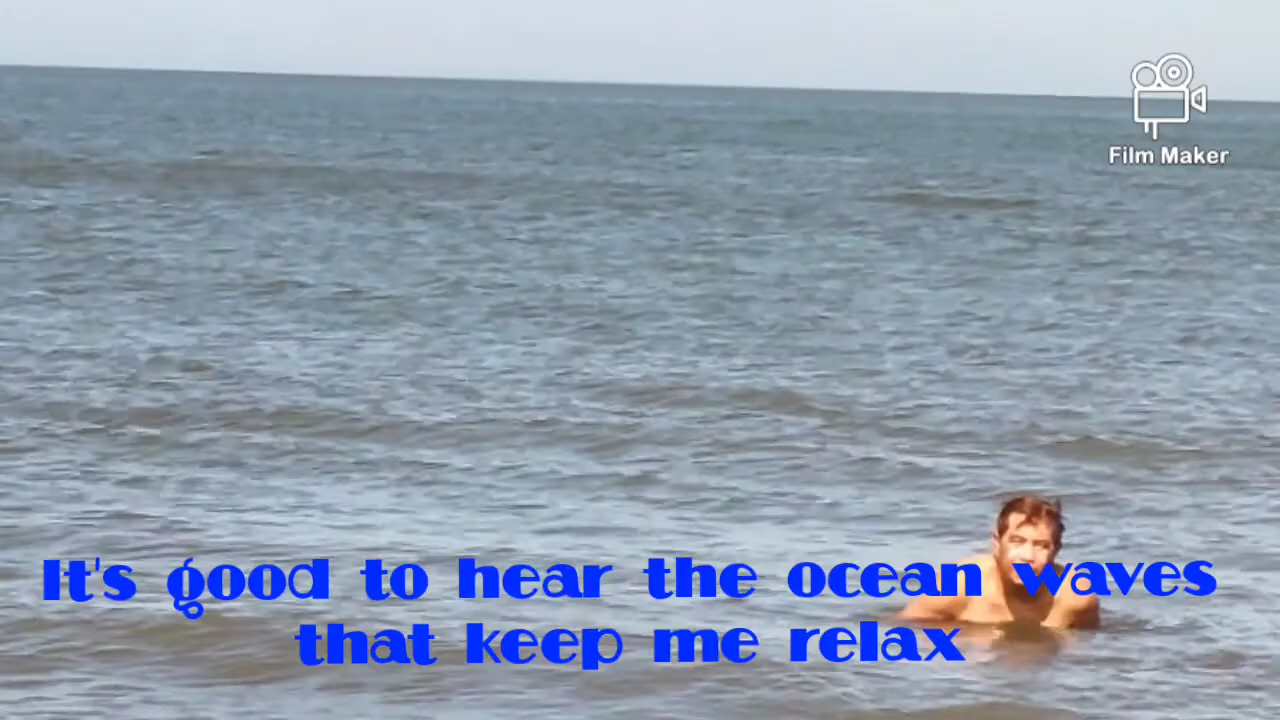 Film Maker
It's good to hear the ocean waves
that keep me relax